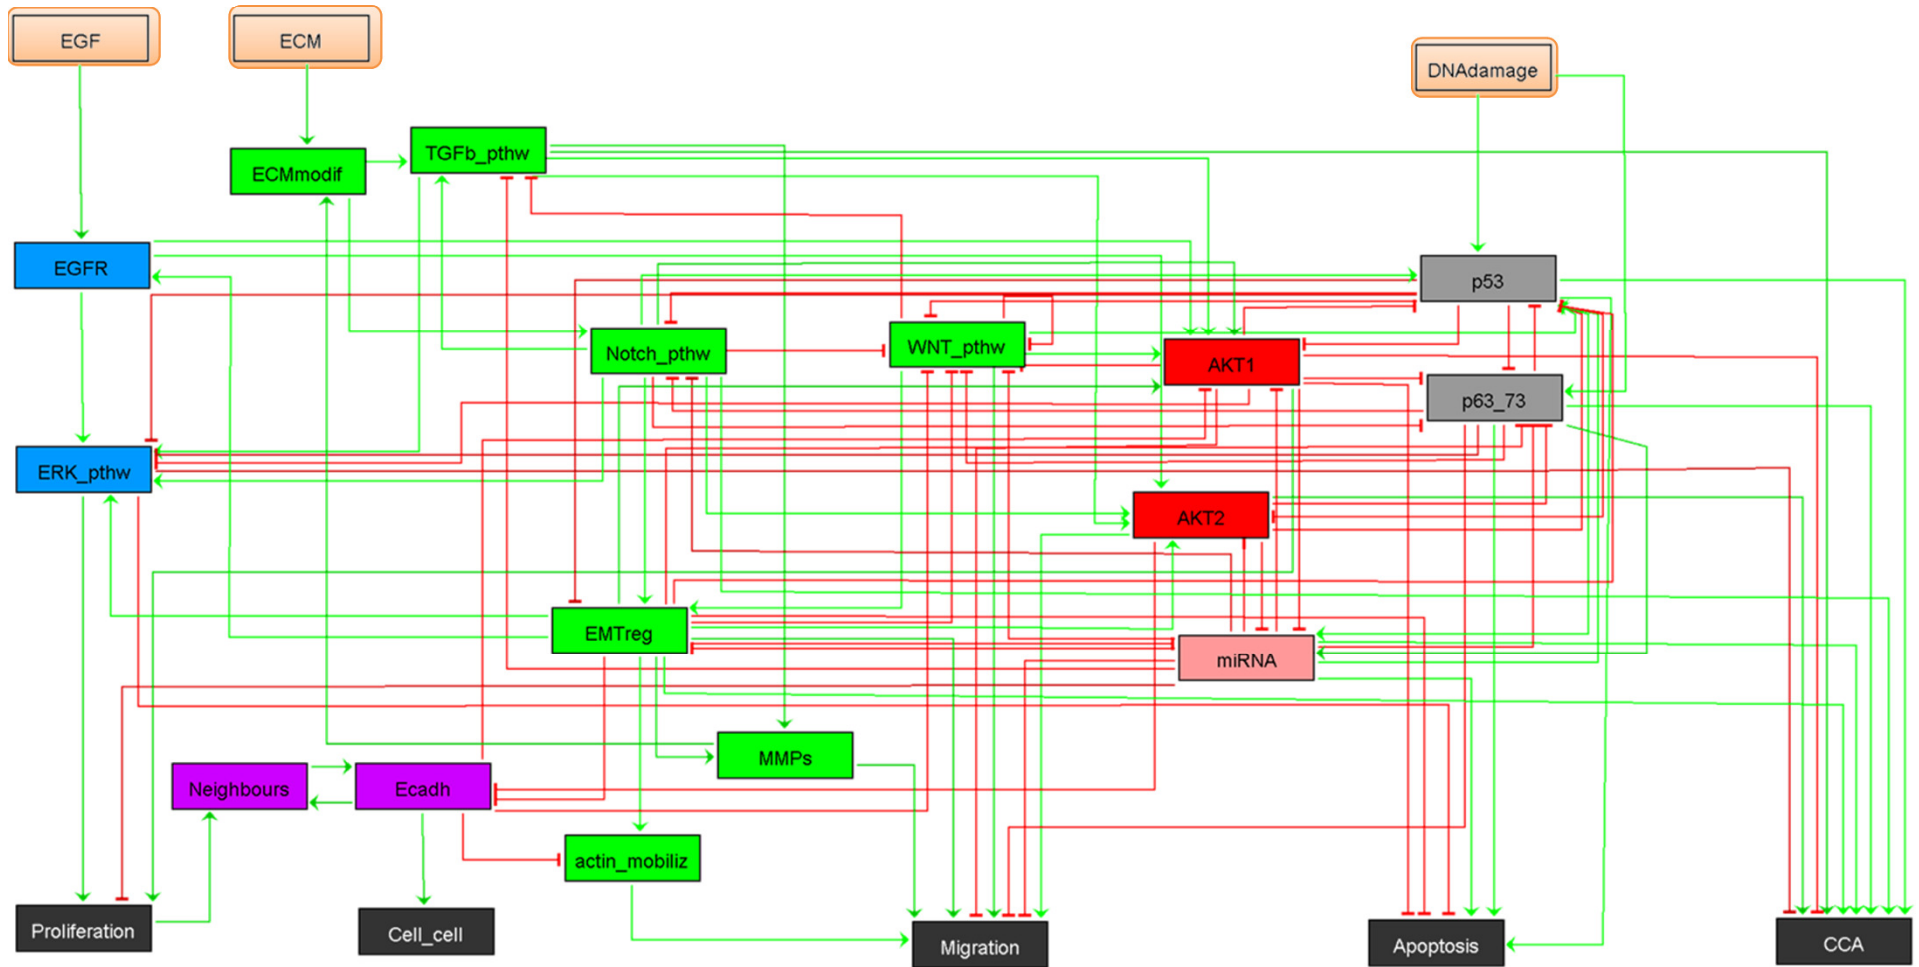 EGF
ECM
DNAdamage
TGFb_pthw
ECMmodif
EGFR
p53
Notch_pthw
WNT_pthw
AKT1
p63_73
ERK_pthw
AKT2
EMTreg
miRNA
MMPs
Neighbours
Ecadh
actin_mobiliz
Proliferation
Cell_cell
Migration
Apoptosis
CCA